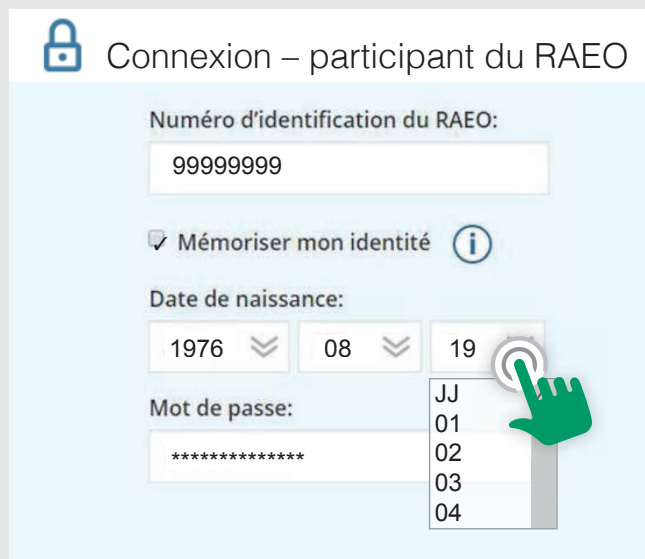 Connexion – participant du RAEO
Numéro d'identification du RAEO:
99999999
Mémoriser mon identité i
Date de naissance:
1976 08 19
JJ
01
02
03
04
Mot de passe:
**************